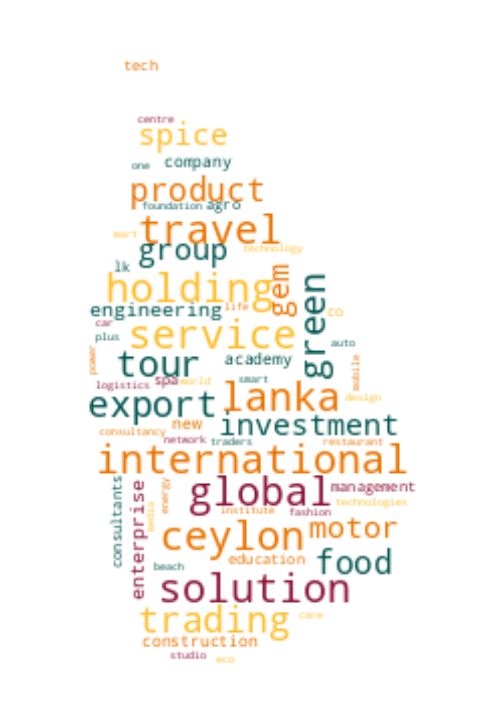 tech
centre
spice
one company
product
foundation agro
mart travel
group technology
lk
holding gem
engineering life green co
car
plus service auto
power tour academy mobile
logistics spa world smart
export lanka design
new investment
consultancy network traders restaurant
international
consultants enterprise media energy global management
institute fashion technologies
ceylon motor
beach education food
solution
trading care
construction
studio eco